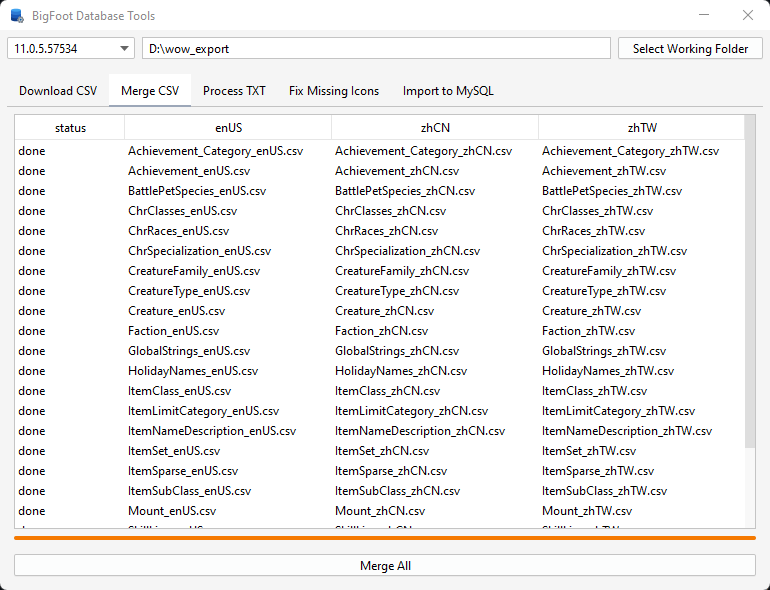 BigFoot Database Tools
11.0.5.57534 D:\wow_export Select Working Folder
Download CSV Merge CSV Process TXT Fix Missing Icons Import to MySQL
status enUS zhCN zhTW
done Achievement_Category_enUS.csv Achievement_Category_zhCN.csv Achievement_Category_zhTW.csv
done Achievement_enUS.csv Achievement_zhCN.csv Achievement_zhTW.csv
done BattlePetSpecies_enUS.csv BattlePetSpecies_zhCN.csv BattlePetSpecies_zhTW.csv
done ChrClasses_enUS.csv ChrClasses_zhCN.csv ChrClasses_zhTW.csv
done ChrRaces_enUS.csv ChrRaces_zhCN.csv ChrRaces_zhTW.csv
done ChrSpecialization_enUS.csv ChrSpecialization_zhCN.csv ChrSpecialization_zhTW.csv
done CreatureFamily_enUS.csv CreatureFamily_zhCN.csv CreatureFamily_zhTW.csv
done CreatureType_enUS.csv CreatureType_zhCN.csv CreatureType_zhTW.csv
done Creature_enUS.csv Creature_zhCN.csv Creature_zhTW.csv
done Faction_enUS.csv Faction_zhCN.csv Faction_zhTW.csv
done GlobalStrings_enUS.csv GlobalStrings_zhCN.csv GlobalStrings_zhTW.csv
done HolidayNames_enUS.csv HolidayNames_zhCN.csv HolidayNames_zhTW.csv
done ItemClass_enUS.csv ItemClass_zhCN.csv ItemClass_zhTW.csv
done ItemLimitCategory_enUS.csv ItemLimitCategory_zhCN.csv ItemLimitCategory_zhTW.csv
done ItemNameDescription_enUS.csv ItemNameDescription_zhCN.csv ItemNameDescription_zhTW.csv
done ItemSet_enUS.csv ItemSet_zhCN.csv ItemSet_zhTW.csv
done ItemSparse_enUS.csv ItemSparse_zhCN.csv ItemSparse_zhTW.csv
done ItemSubClass_enUS.csv ItemSubClass_zhCN.csv ItemSubClass_zhTW.csv
done Mount_enUS.csv Mount_zhCN.csv Mount_zhTW.csv
Merge All